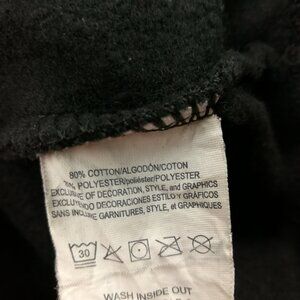 80% COTTON/ALGODÓN/COTON
POLYESTER/poliéster/POLYESTER
EXCLUSIVE OF DECORATION, STYLE, and GRAPHICS
EXCLUYENDO DECORACIONES ESTILO y GRÁFICOS
SANS INCLURE GARNITURES, STYLE, et GRAPHIQUES
30
WASH INSIDE OUT